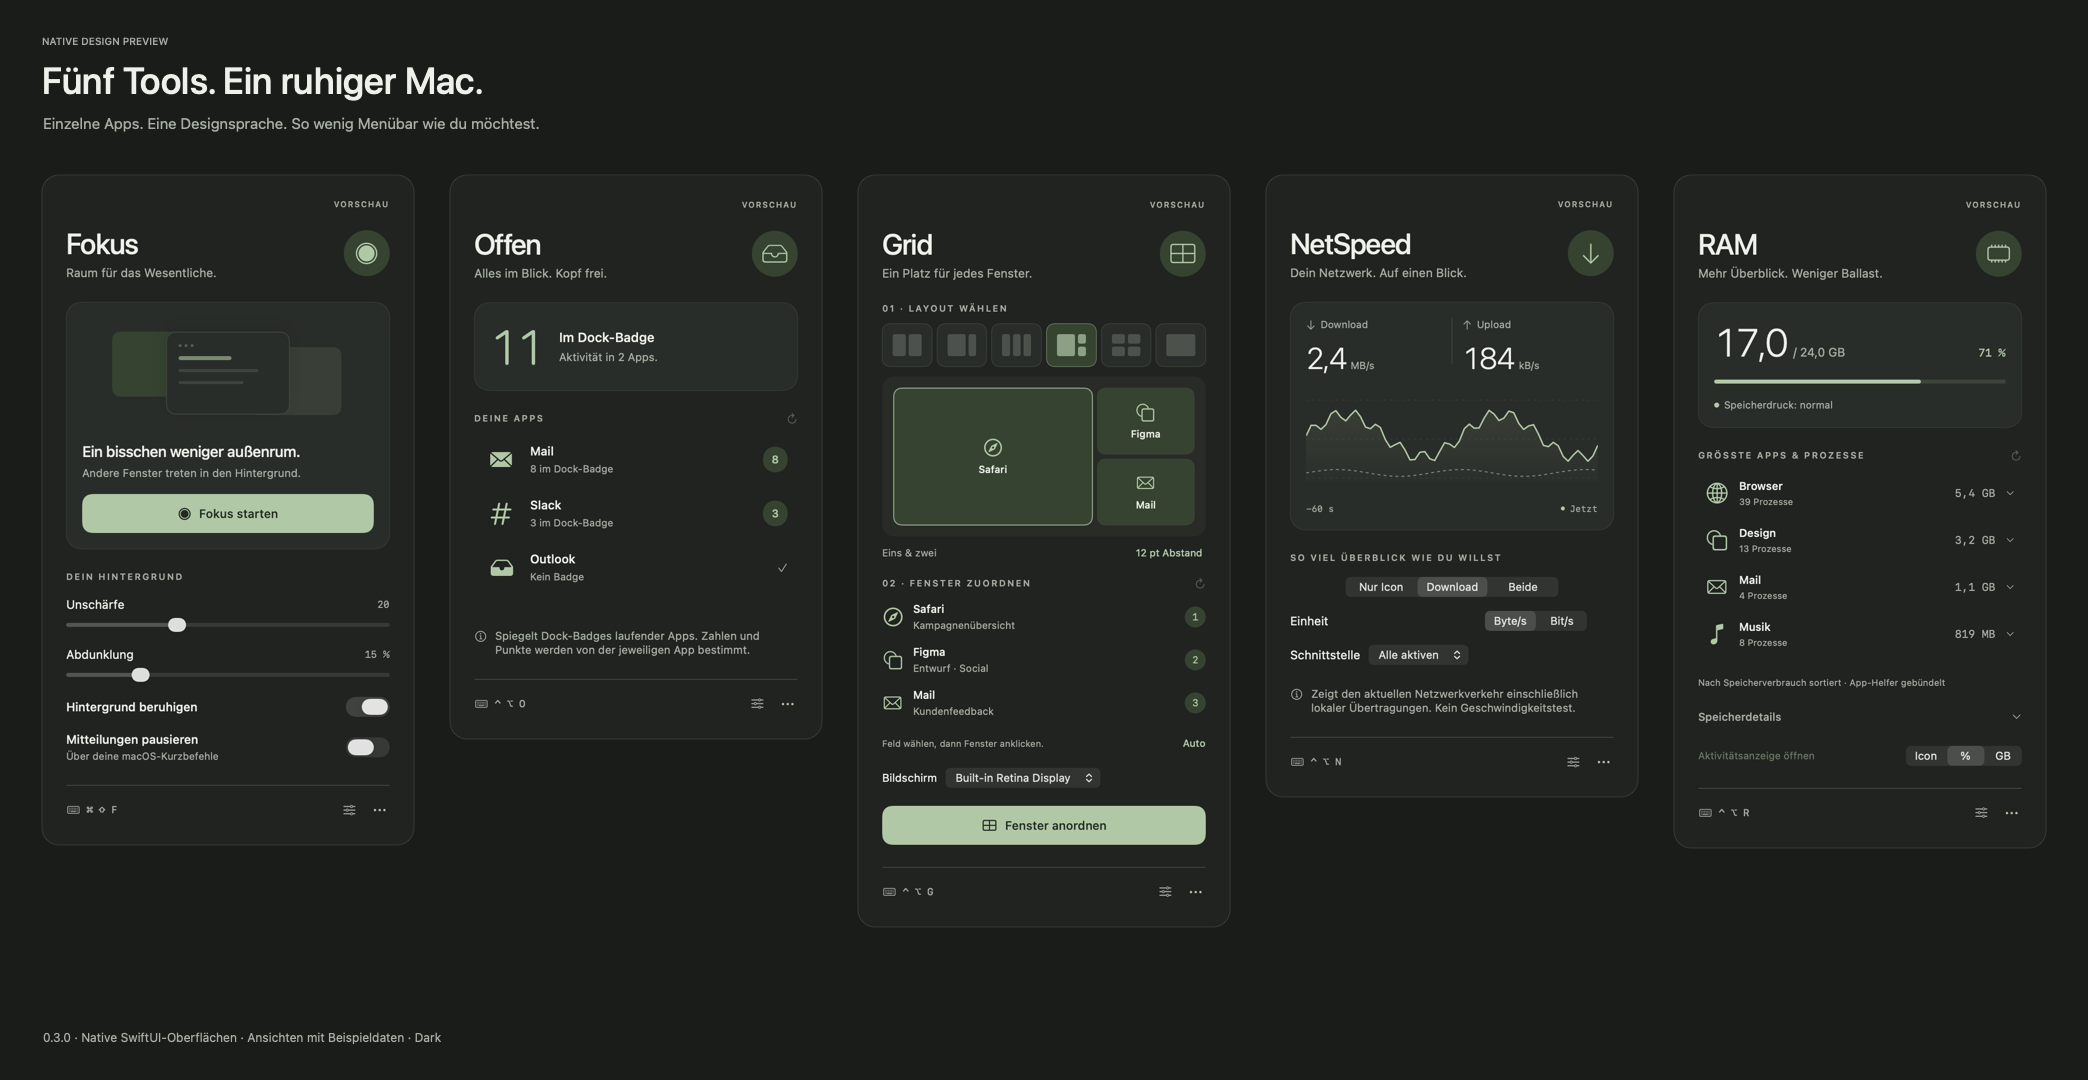 NATIVE DESIGN PREVIEW
Fünf Tools. Ein ruhiger Mac.
Einzelne Apps. Eine Designsprache. So wenig Menübar wie du möchtest.
VORSCHAU
Fokus
Raum für das Wesentliche.
Ein bisschen weniger außenrum.
Andere Fenster treten in den Hintergrund.
Fokus starten
DEIN HINTERGRUND
Unschärfe 20
Abdunklung 15 %
Hintergrund beruhigen
Mitteilungen pausieren
Über deine macOS-Kurzbefehle
⌘ ⇧ F
VORSCHAU
Offen
Alles im Blick. Kopf frei.
11
Im Dock-Badge
Aktivität in 2 Apps.
DEINE APPS
Mail
8 im Dock-Badge
8
Slack
3 im Dock-Badge
3
Outlook
Kein Badge
Spiegelt Dock-Badges laufender Apps. Zahlen und
Punkte werden von der jeweiligen App bestimmt.
⌃ ⌥ O
VORSCHAU
Grid
Ein Platz für jedes Fenster.
01 · LAYOUT WÄHLEN
Safari
Figma
Mail
Eins & zwei 12 pt Abstand
02 · FENSTER ZUORDNEN
Safari
Kampagnenübersicht
1
Figma
Entwurf · Social
2
Mail
Kundenfeedback
3
Feld wählen, dann Fenster anklicken. Auto
Bildschirm Built-in Retina Display
Fenster anordnen
⌃ ⌥ G
VORSCHAU
NetSpeed
Dein Netzwerk. Auf einen Blick.
↓ Download ↑ Upload
2,4 MB/s 184 kB/s
−60 s Jetzt
SO VIEL ÜBERBLICK WIE DU WILLST
Nur Icon Download Beide
Einheit Byte/s Bit/s
Schnittstelle Alle aktiven
Zeigt den aktuellen Netzwerkverkehr einschließlich
lokaler Übertragungen. Kein Geschwindigkeitstest.
⌃ ⌥ N
VORSCHAU
RAM
Mehr Überblick. Weniger Ballast.
17,0 / 24,0 GB 71 %
Speicherdruck: normal
GRÖSSTE APPS & PROZESSE
Browser
39 Prozesse
5,4 GB
Design
13 Prozesse
3,2 GB
Mail
4 Prozesse
1,1 GB
Musik
8 Prozesse
819 MB
Nach Speicherverbrauch sortiert · App-Helfer gebündelt
Speicherdetails
Aktivitätsanzeige öffnen Icon % GB
⌃ ⌥ R
0.3.0 · Native SwiftUI-Oberflächen · Ansichten mit Beispieldaten · Dark